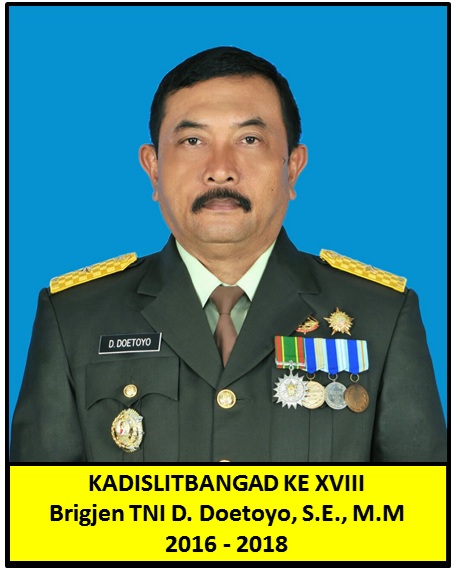 D. DOETOYO
KADISLITBANGAD KE XVIII
Brigjen TNI D. Doetoyo, S.E., M.M
2016 - 2018